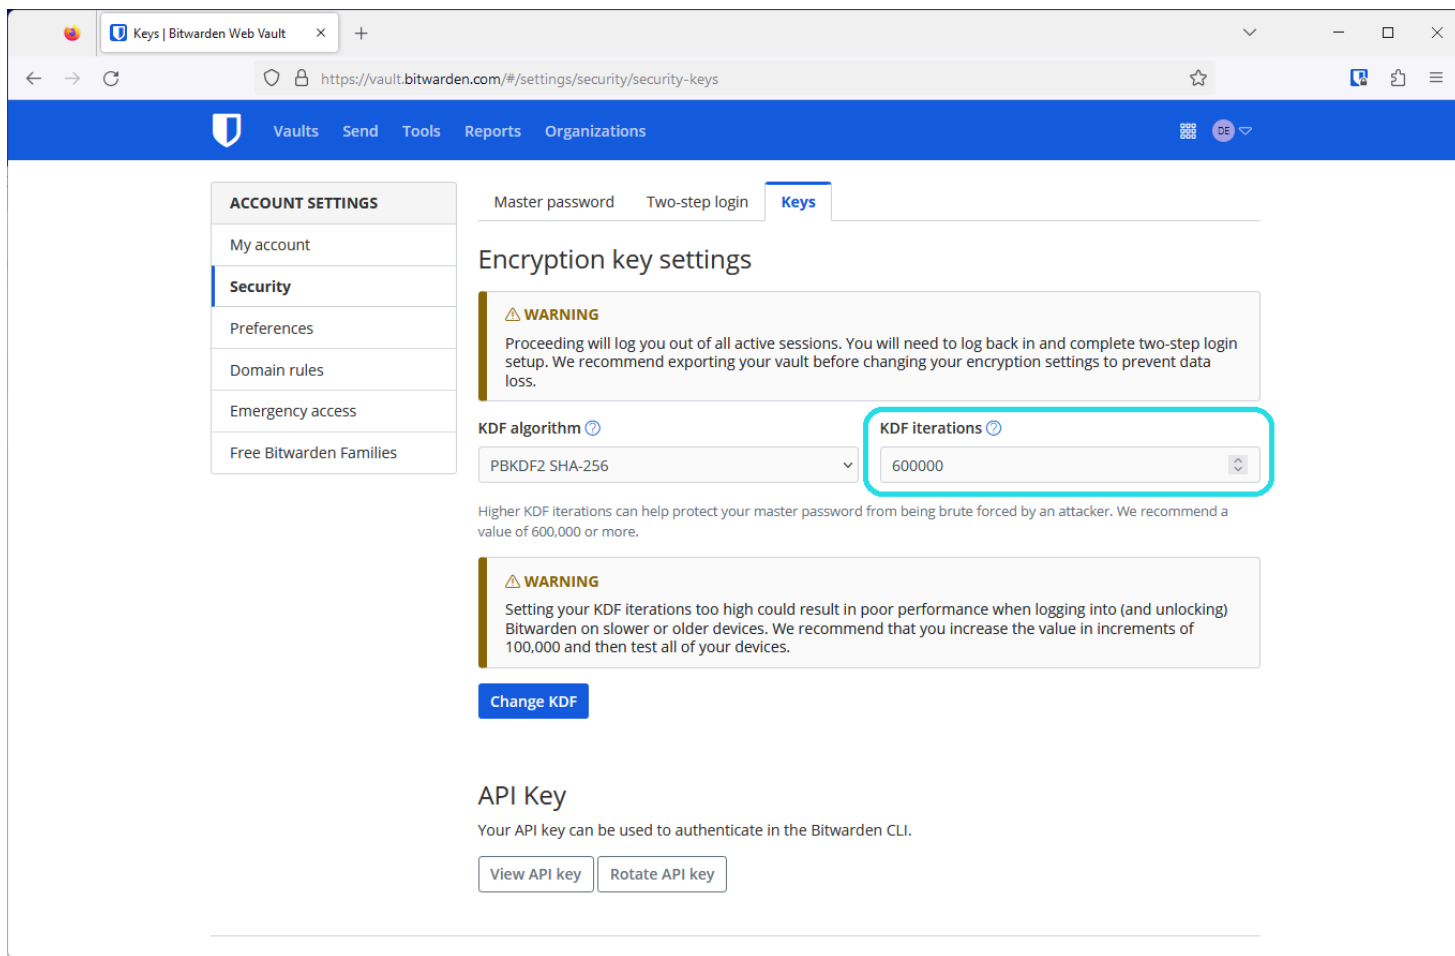 Keys | Bitwarden Web Vault
https://vault.bitwarden.com/#/settings/security/security-keys
Vaults Send Tools Reports Organizations DE
ACCOUNT SETTINGS
My account
Security
Preferences
Domain rules
Emergency access
Free Bitwarden Families
Master password Two-step login Keys
Encryption key settings
WARNING
Proceeding will log you out of all active sessions. You will need to log back in and complete two-step login
setup. We recommend exporting your vault before changing your encryption settings to prevent data
loss.
KDF algorithm KDF iterations
PBKDF2 SHA-256 600000
Higher KDF iterations can help protect your master password from being brute forced by an attacker. We recommend a
value of 600,000 or more.
WARNING
Setting your KDF iterations too high could result in poor performance when logging into (and unlocking)
Bitwarden on slower or older devices. We recommend that you increase the value in increments of
100,000 and then test all of your devices.
Change KDF
API Key
Your API key can be used to authenticate in the Bitwarden CLI.
View API key Rotate API key